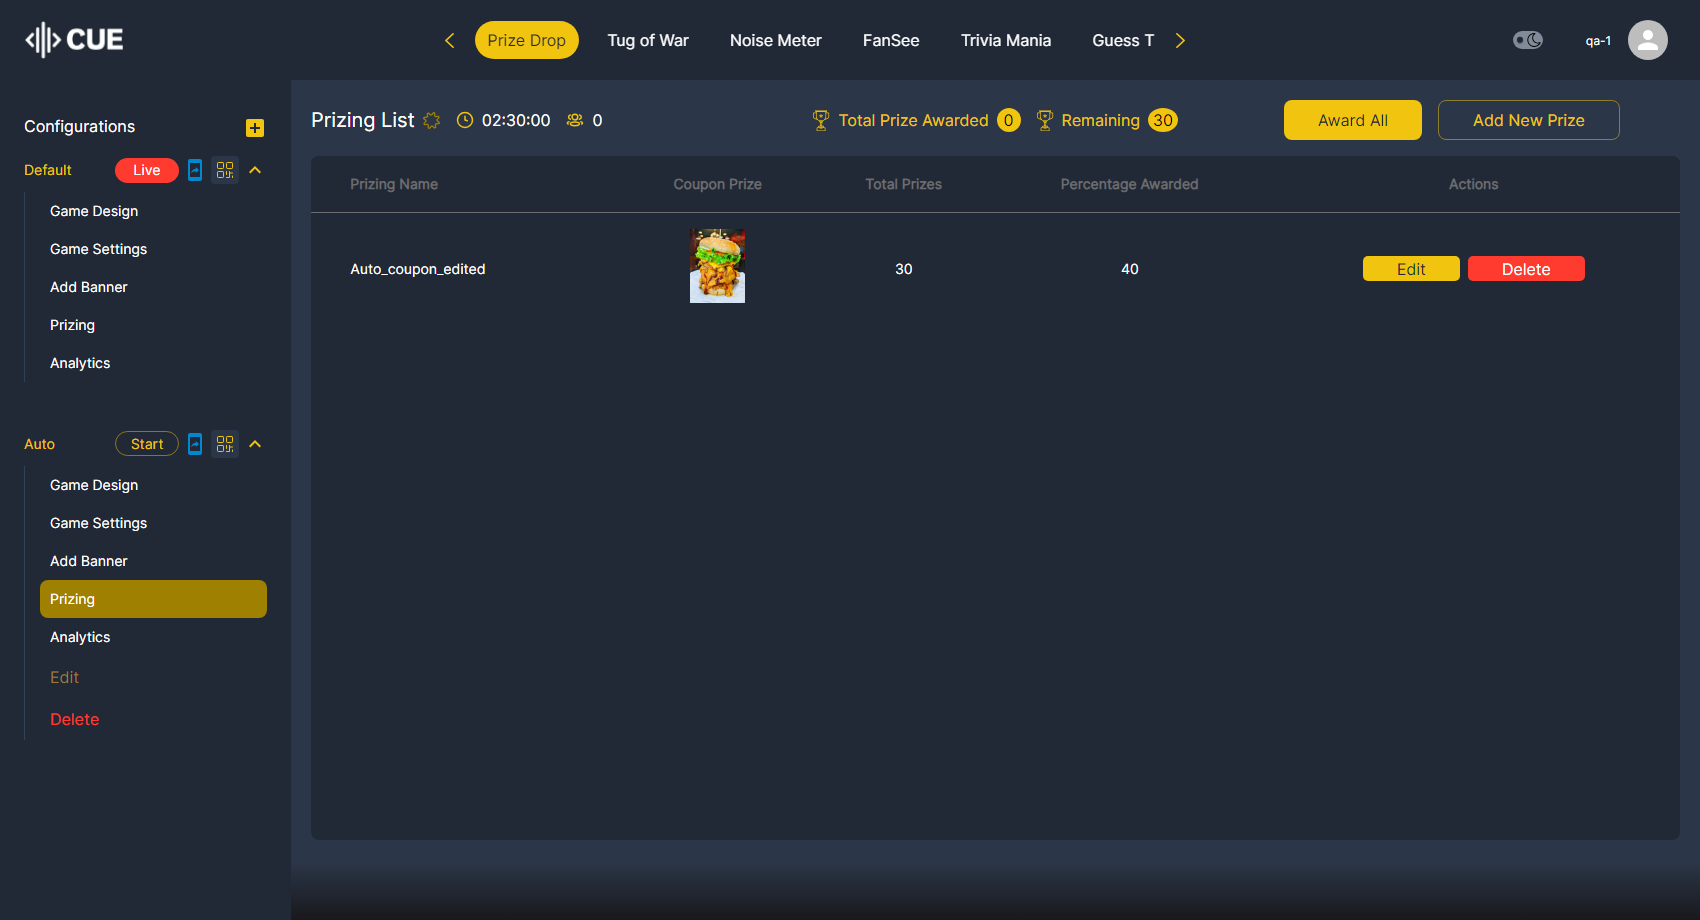 CUE
Prize Drop Tug of War Noise Meter FanSee Trivia Mania Guess T
qa-1
Configurations
Default Live
Game Design
Game Settings
Add Banner
Prizing
Analytics
Auto Start
Game Design
Game Settings
Add Banner
Prizing
Analytics
Edit
Delete
Prizing List 02:30:00 0 Total Prize Awarded 0 Remaining 30 Award All Add New Prize
Prizing Name Coupon Prize Total Prizes Percentage Awarded Actions
Auto_coupon_edited 30 40 Edit Delete